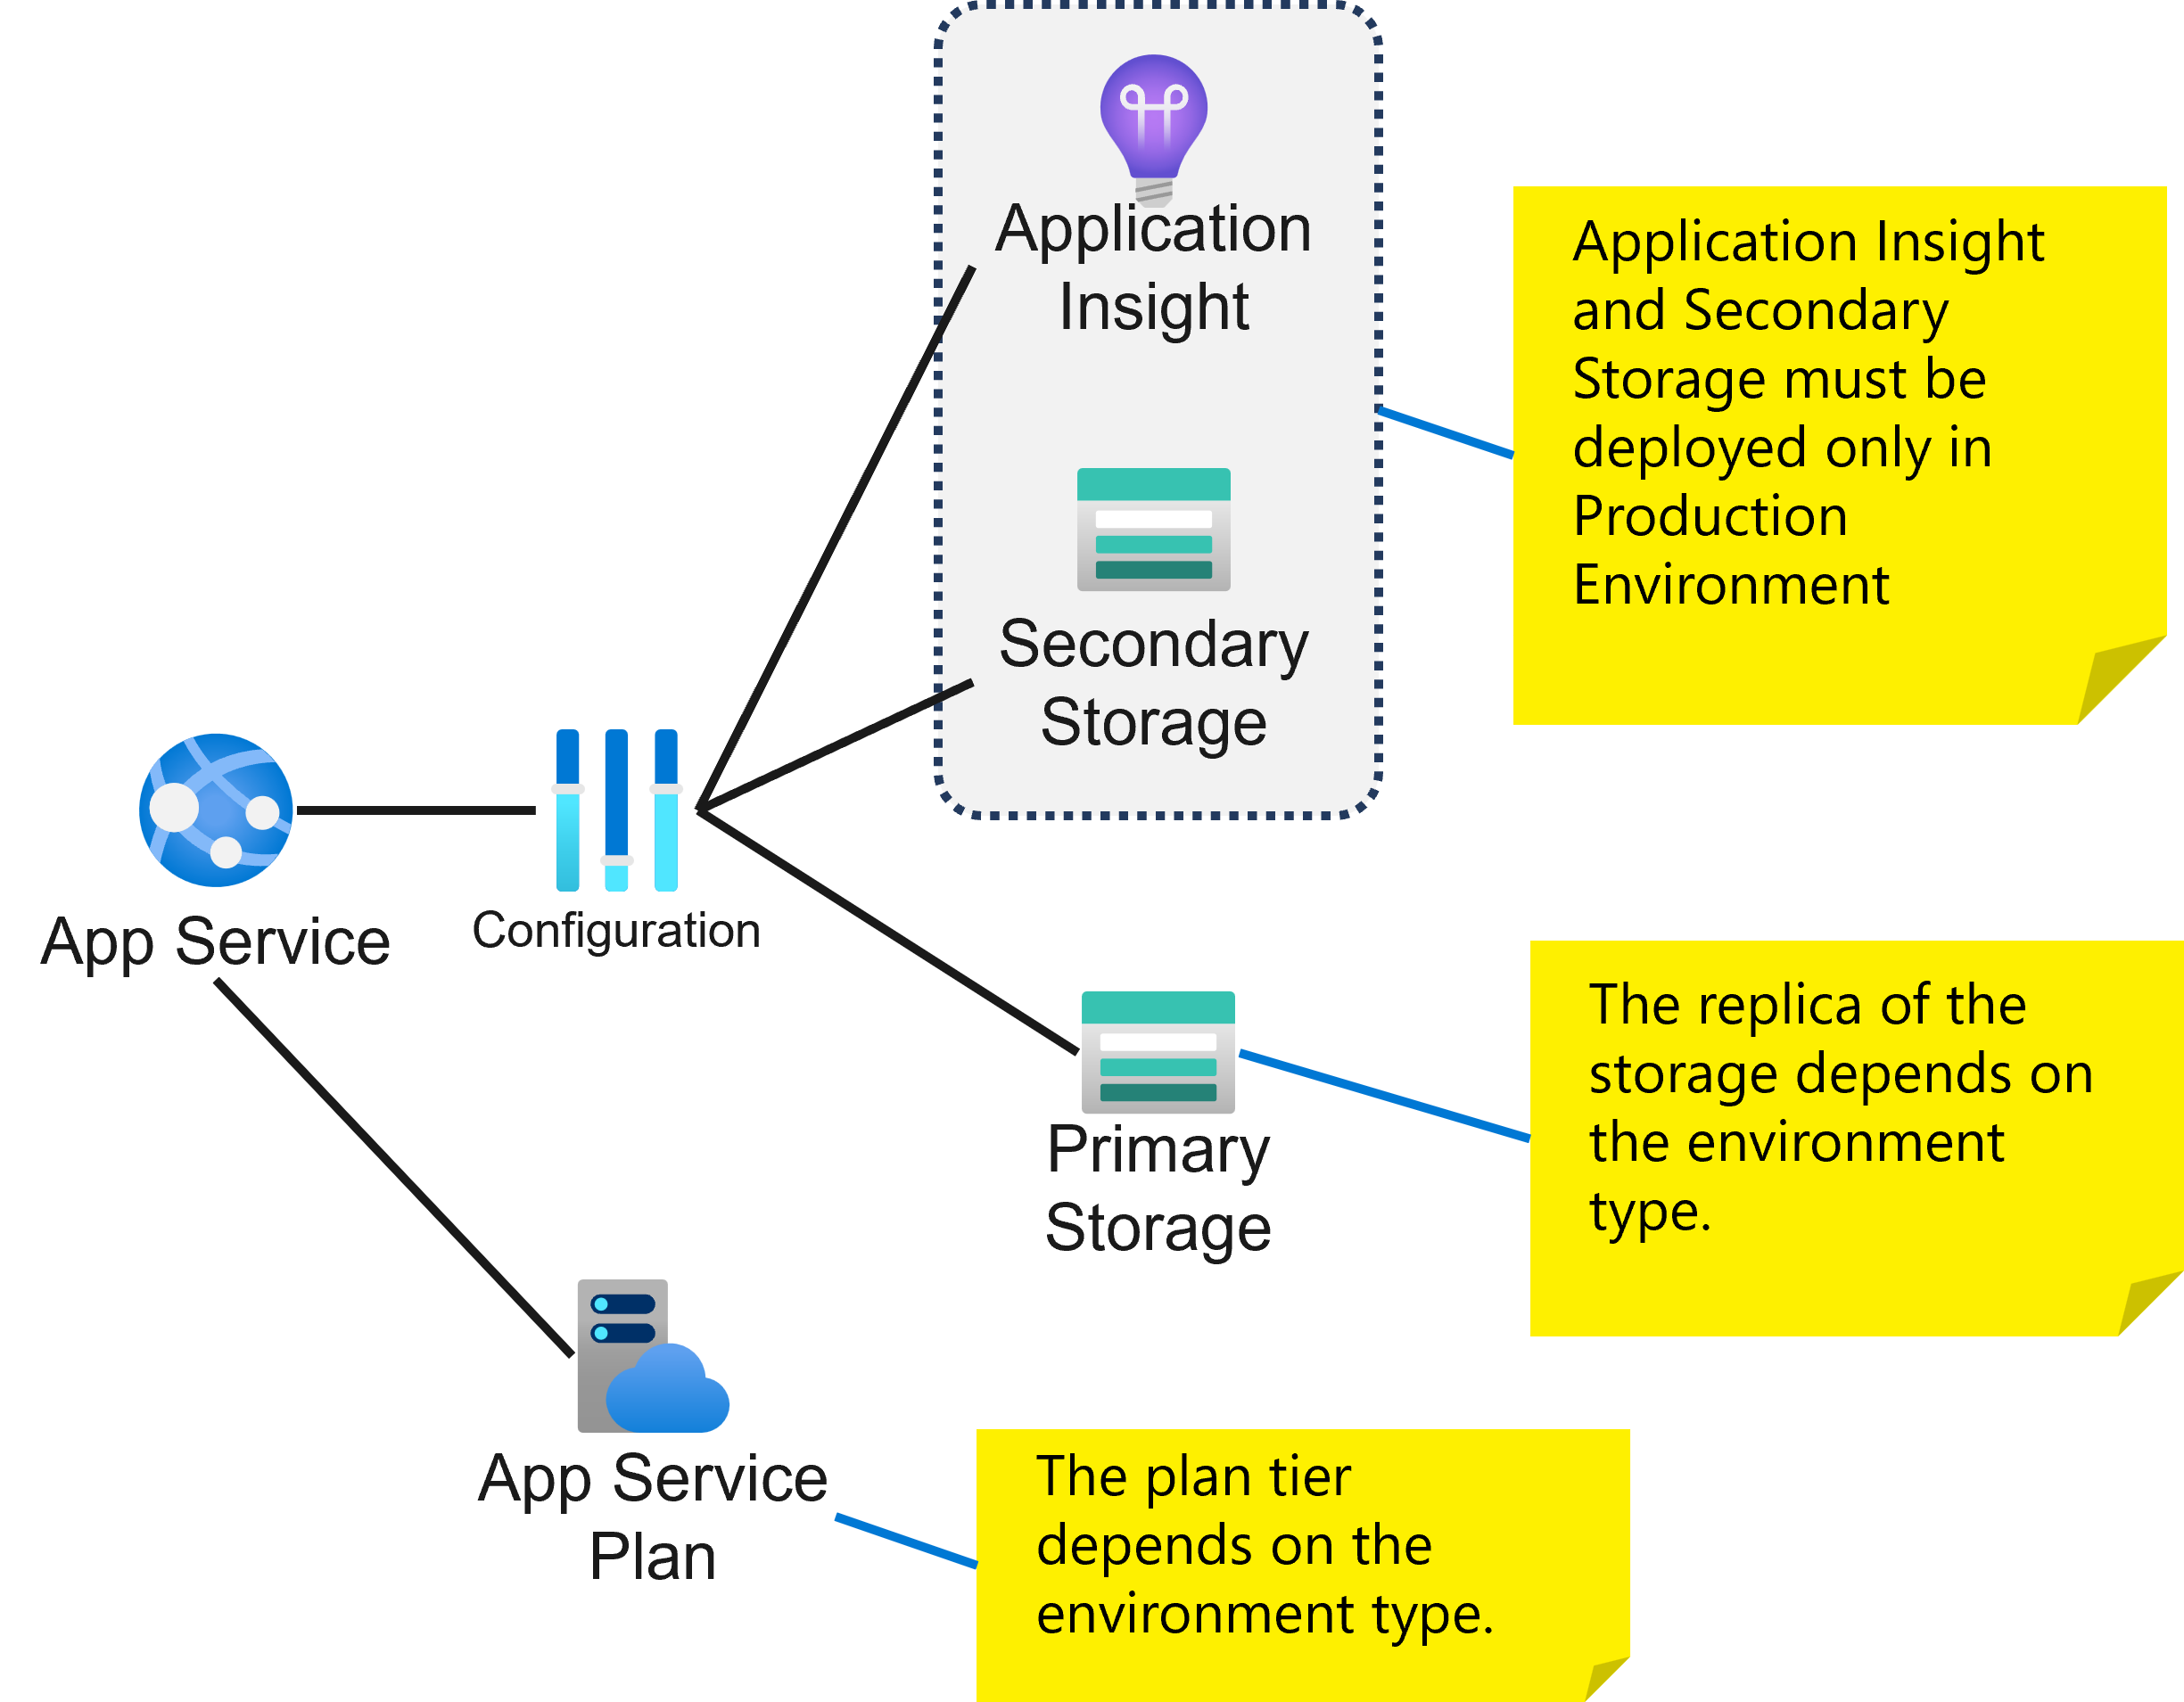 Application
Insight
Application Insight
and Secondary
Storage must be
deployed only in
Production
Environment
Secondary
Storage
App Service
Configuration
The replica of the
storage depends on
the environment
type.
Primary
Storage
App Service
Plan
The plan tier
depends on the
environment type.